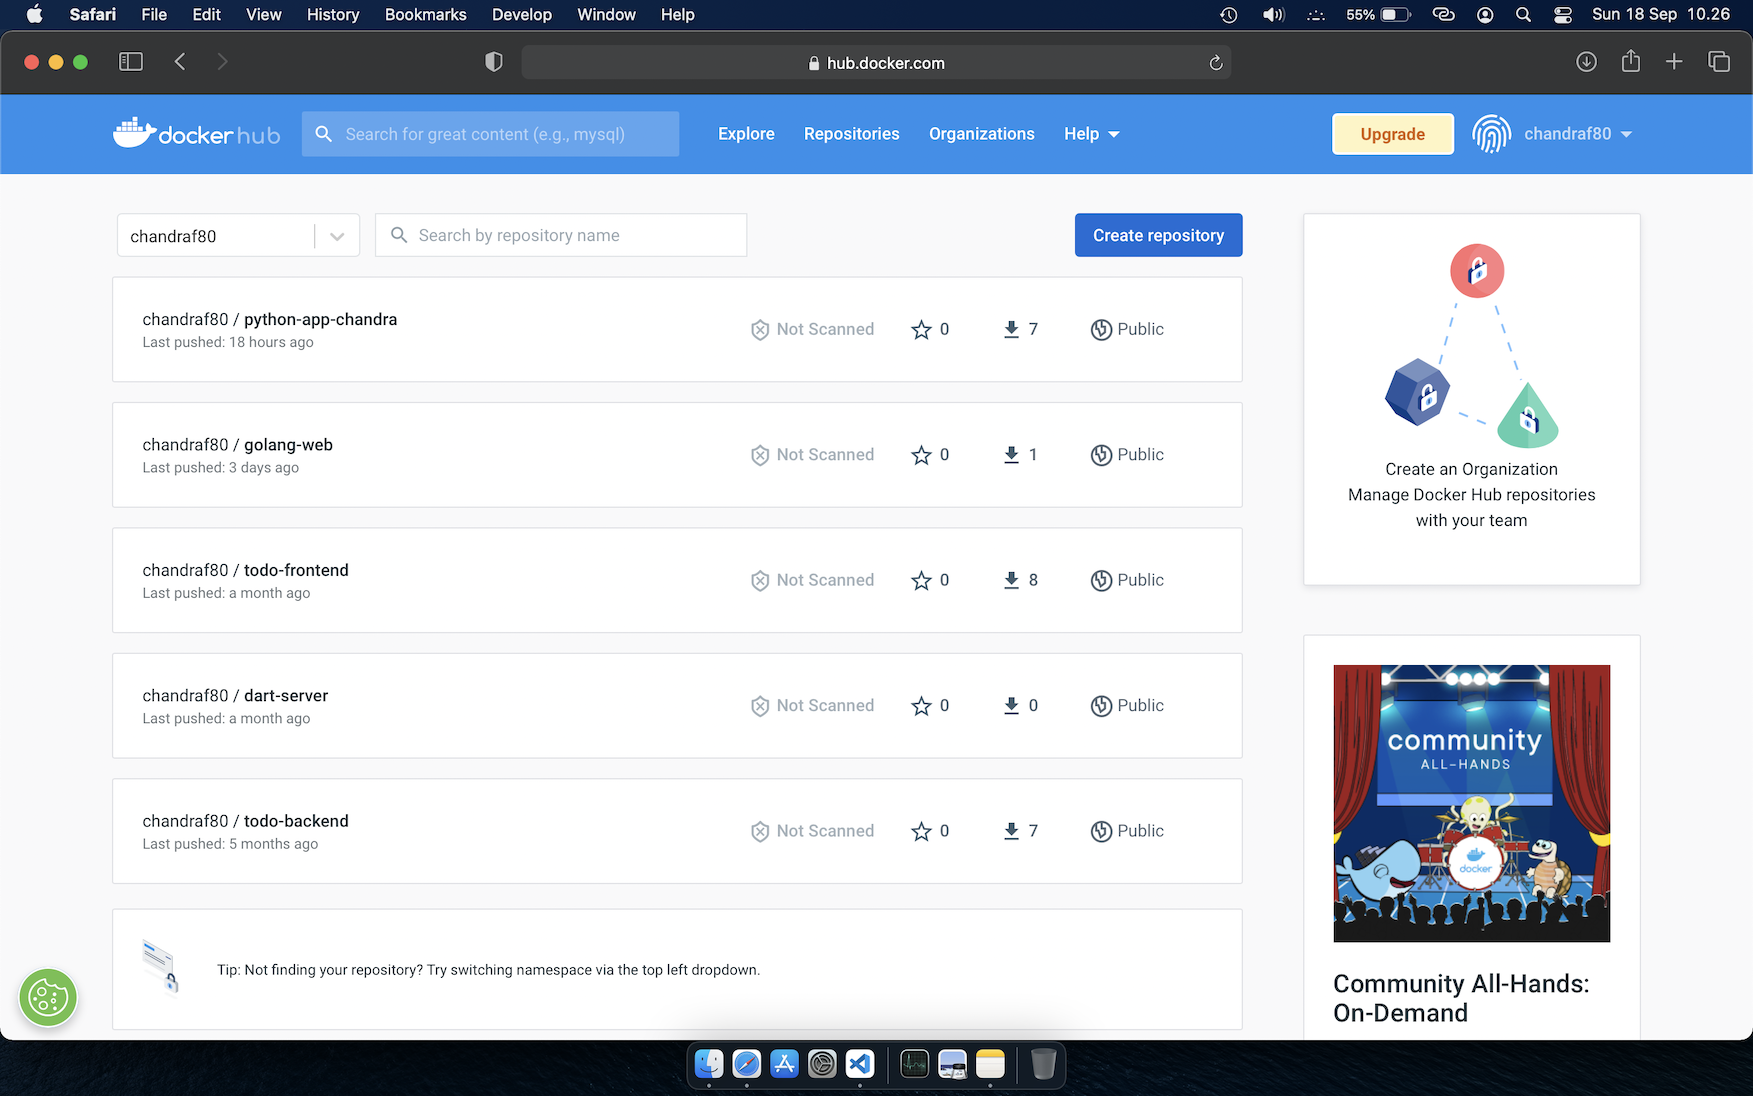 Safari File Edit View History Bookmarks Develop Window Help 55% Sun 18 Sep 10.26
hub.docker.com
docker hub Search for great content (e.g., mysql) Explore Repositories Organizations Help Upgrade chandraf80
chandraf80 Search by repository name Create repository
chandraf80 / python-app-chandra
Last pushed: 18 hours ago
Not Scanned 0 7 Public
chandraf80 / golang-web
Last pushed: 3 days ago
Not Scanned 0 1 Public
chandraf80 / todo-frontend
Last pushed: a month ago
Not Scanned 0 8 Public
chandraf80 / dart-server
Last pushed: a month ago
Not Scanned 0 0 Public
chandraf80 / todo-backend
Last pushed: 5 months ago
Not Scanned 0 7 Public
Tip: Not finding your repository? Try switching namespace via the top left dropdown.
Create an Organization
Manage Docker Hub repositories
with your team
community
ALL-HANDS
docker
Community All-Hands:
On-Demand